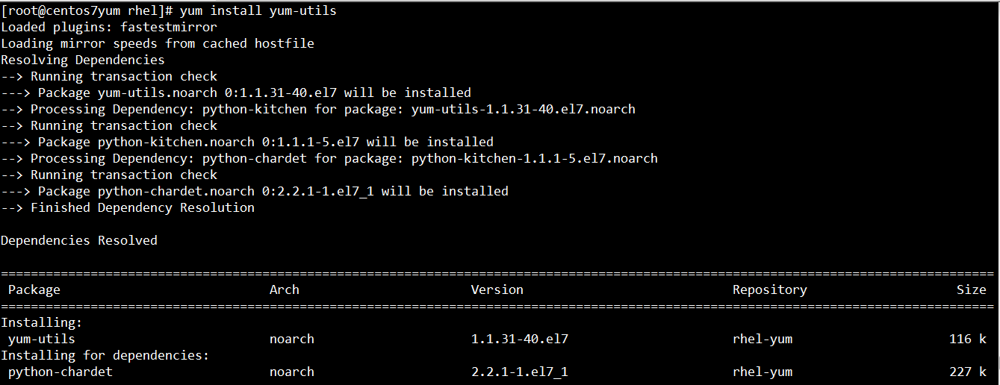 [root@centos7yum rhel]# yum install yum-utils
Loaded plugins: fastestmirror
Loading mirror speeds from cached hostfile
Resolving Dependencies
--> Running transaction check
---> Package yum-utils.noarch 0:1.1.31-40.el7 will be installed
--> Processing Dependency: python-kitchen for package: yum-utils-1.1.31-40.el7.noarch
--> Running transaction check
---> Package python-kitchen.noarch 0:1.1.1-5.el7 will be installed
--> Processing Dependency: python-chardet for package: python-kitchen-1.1.1-5.el7.noarch
--> Running transaction check
---> Package python-chardet.noarch 0:2.2.1-1.el7_1 will be installed
--> Finished Dependency Resolution
Dependencies Resolved
=====================================================================================================================================
Package Arch Version Repository Size
=====================================================================================================================================
Installing:
yum-utils noarch 1.1.31-40.el7 rhel-yum 116 k
Installing for dependencies:
python-chardet noarch 2.2.1-1.el7_1 rhel-yum 227 k